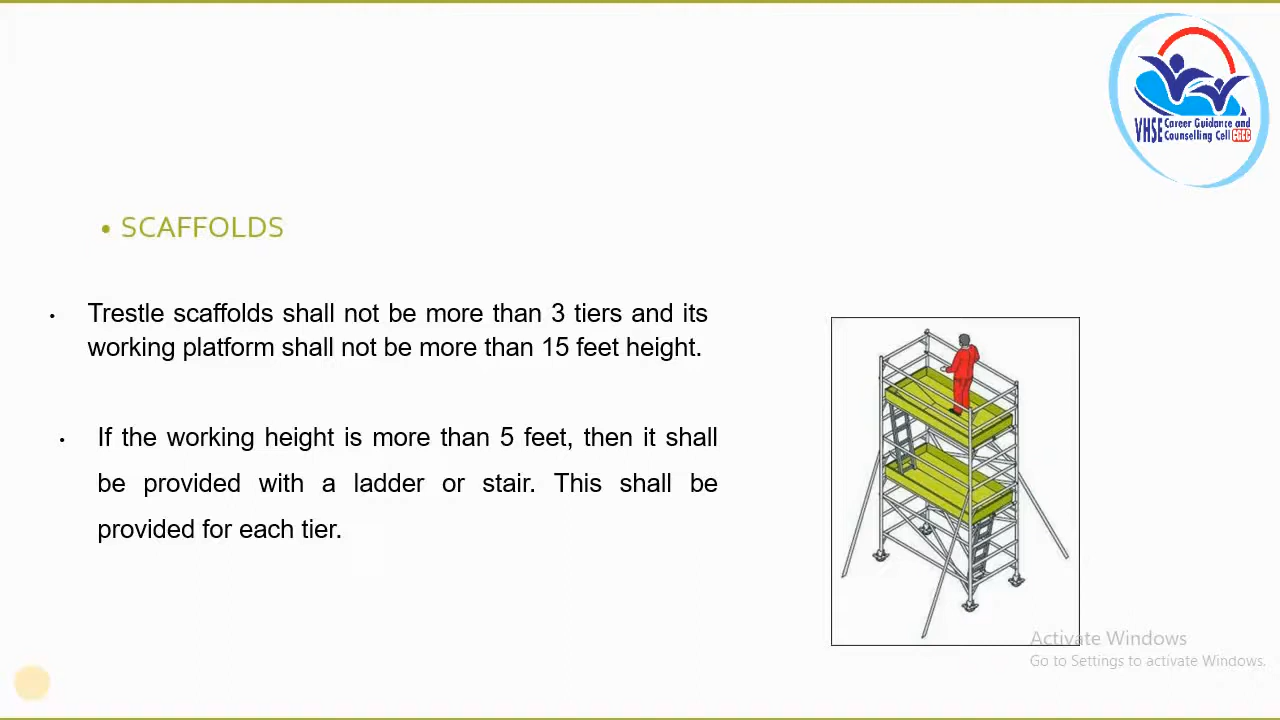 VHSE Career Guidance and
Counselling Cell CGCC
• SCAFFOLDS
• Trestle scaffolds shall not be more than 3 tiers and its
working platform shall not be more than 15 feet height.
• If the working height is more than 5 feet, then it shall
be provided with a ladder or stair. This shall be
provided for each tier.
Activate Windows
Go to Settings to activate Windows.